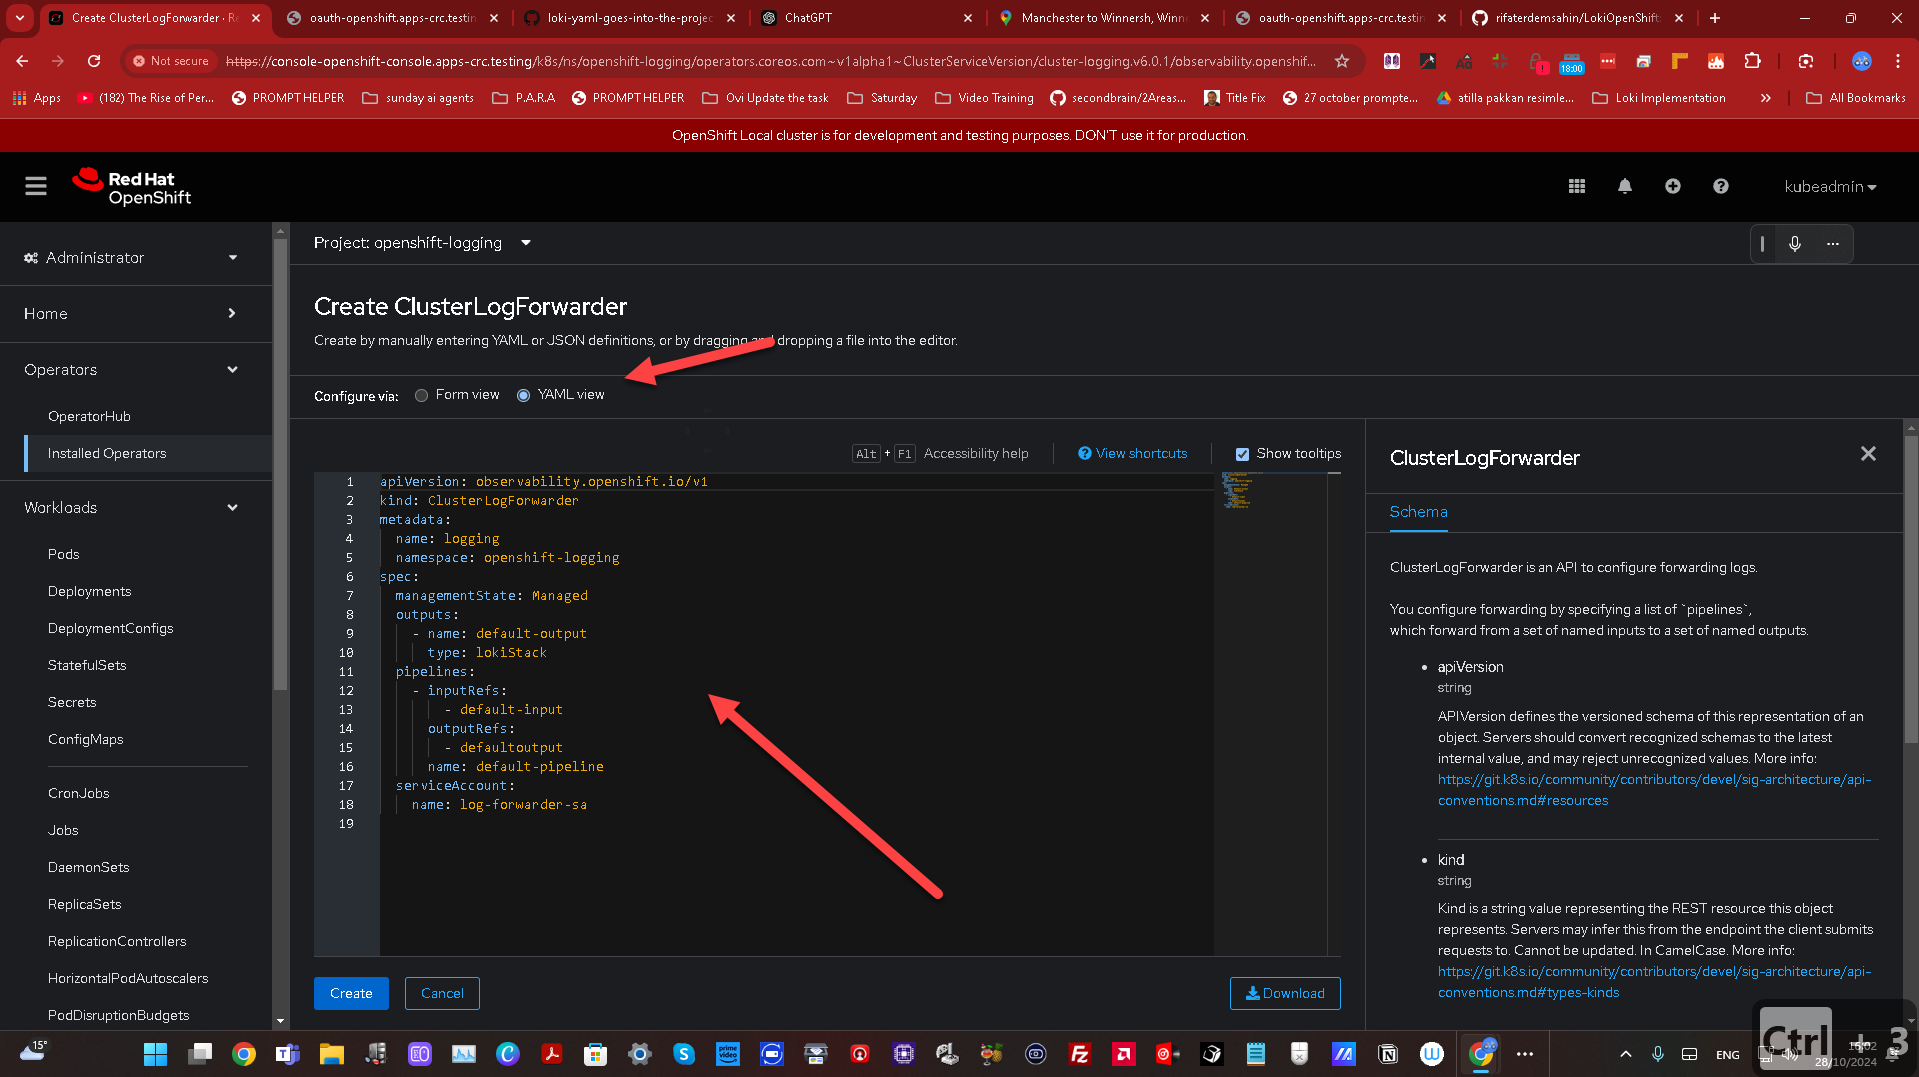 Create ClusterLogForwarder · Re
oauth-openshift.apps-crc.testin
loki-yaml-goes-into-the-projec
ChatGPT
Manchester to Winnersh, Winne
oauth-openshift.apps-crc.testin
rifaterdemsahin/LokiOpenShift
Not secure
https://console-openshift-console.apps-crc.testing/k8s/ns/openshift-logging/operators.coreos.com~v1alpha1~ClusterServiceVersion/cluster-logging.v6.0.1/observability.openshif...
18:00
Apps
(182) The Rise of Per...
PROMPT HELPER
sunday ai agents
P.A.R.A
PROMPT HELPER
Ovi Update the task
Saturday
Video Training
secondbrain/2Areas...
Title Fix
27 october prompte...
atilla pakkan resimle...
Loki Implementation
All Bookmarks
OpenShift Local cluster is for development and testing purposes. DON'T use it for production.
Red Hat
OpenShift
kubeadmin
Administrator
Home
Operators
OperatorHub
Installed Operators
Workloads
Pods
Deployments
DeploymentConfigs
StatefulSets
Secrets
ConfigMaps
CronJobs
Jobs
DaemonSets
ReplicaSets
ReplicationControllers
HorizontalPodAutoscalers
PodDisruptionBudgets
Project: openshift-logging
Create ClusterLogForwarder
Create by manually entering YAML or JSON definitions, or by dragging and dropping a file into the editor.
Configure via:
Form view
YAML view
Alt + F1 Accessibility help
View shortcuts
Show tooltips
1 apiVersion: observability.openshift.io/v1
2 kind: ClusterLogForwarder
3 metadata:
4 name: logging
5 namespace: openshift-logging
6 spec:
7 managementState: Managed
8 outputs:
9 - name: default-output
10 type: lokiStack
11 pipelines:
12 - inputRefs:
13 - default-input
14 outputRefs:
15 - defaultoutput
16 name: default-pipeline
17 serviceAccount:
18 name: log-forwarder-sa
19
Create
Cancel
Download
ClusterLogForwarder
Schema
ClusterLogForwarder is an API to configure forwarding logs.
You configure forwarding by specifying a list of `pipelines`,
which forward from a set of named inputs to a set of named outputs.
• apiVersion
string
APIVersion defines the versioned schema of this representation of an
object. Servers should convert recognized schemas to the latest
internal value, and may reject unrecognized values. More info:
https://git.k8s.io/community/contributors/devel/sig-architecture/api-
conventions.md#resources
• kind
string
Kind is a string value representing the REST resource this object
represents. Servers may infer this from the endpoint the client submits
requests to. Cannot be updated. In CamelCase. More info:
https://git.k8s.io/community/contributors/devel/sig-architecture/api-
conventions.md#types-kinds
15°
ENG
Ctrl + 3
28/10/2024